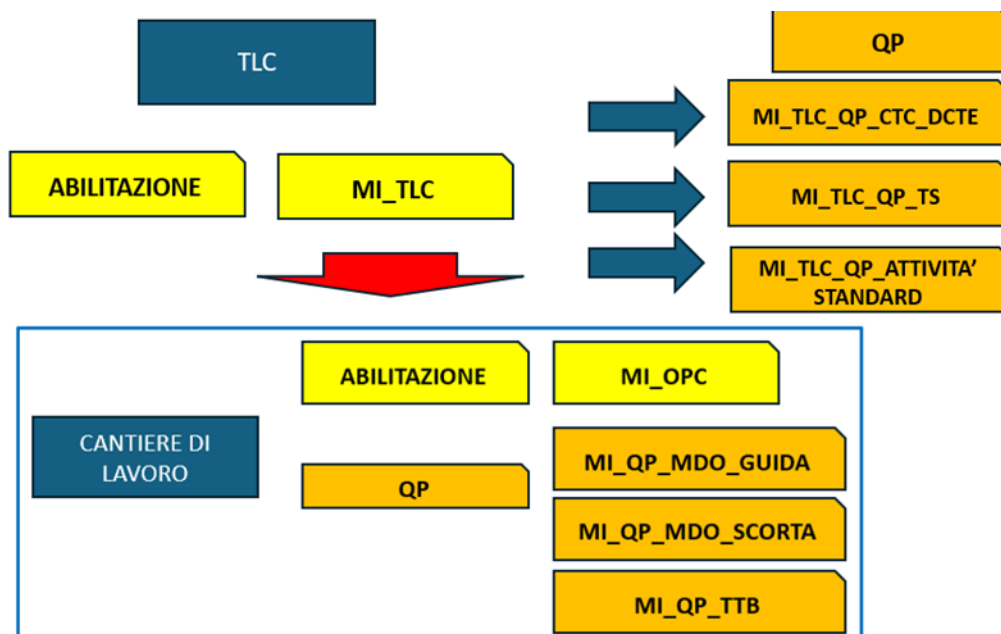 TLC
QP
MI_TLC_QP_CTC_DCTE
ABILITAZIONE
MI_TLC
MI_TLC_QP_TS
MI_TLC_QP_ATTIVITA’
STANDARD
ABILITAZIONE
MI_OPC
CANTIERE DI
LAVORO
QP
MI_QP_MDO_GUIDA
MI_QP_MDO_SCORTA
MI_QP_TTB